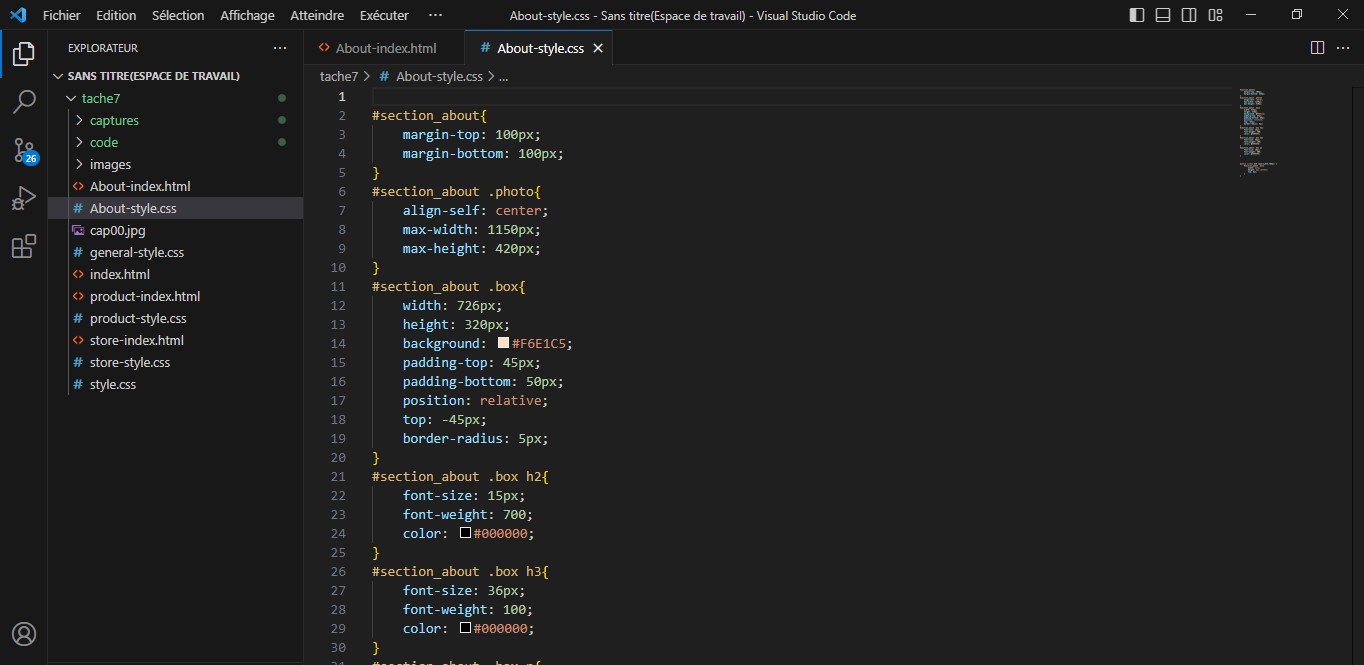 Fichier Edition Sélection Affichage Atteindre Exécuter ··· About-style.css - Sans titre(Espace de travail) - Visual Studio Code
EXPLORATEUR ···
SANS TITRE(ESPACE DE TRAVAIL)
tache7
captures
code
images
About-index.html
About-style.css
cap00.jpg
general-style.css
index.html
product-index.html
product-style.css
store-index.html
store-style.css
style.css
26
About-index.html # About-style.css
tache7 > # About-style.css > ...
1
2 #section_about{
3 margin-top: 100px;
4 margin-bottom: 100px;
5 }
6 #section_about .photo{
7 align-self: center;
8 max-width: 1150px;
9 max-height: 420px;
10 }
11 #section_about .box{
12 width: 726px;
13 height: 320px;
14 background: #F6E1C5;
15 padding-top: 45px;
16 padding-bottom: 50px;
17 position: relative;
18 top: -45px;
19 border-radius: 5px;
20 }
21 #section_about .box h2{
22 font-size: 15px;
23 font-weight: 700;
24 color: #000000;
25 }
26 #section_about .box h3{
27 font-size: 36px;
28 font-weight: 100;
29 color: #000000;
30 }